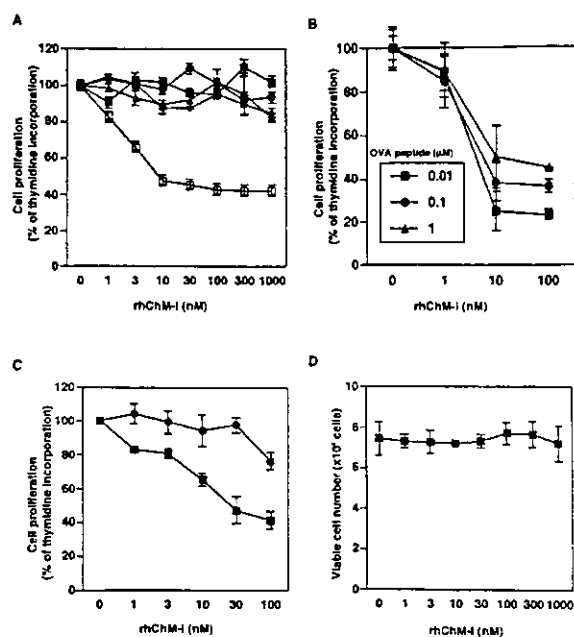 A
120
100
80
60
40
20
0
Cell proliferation
(% of thymidine incorporation)
0 1 3 10 30 100 300 1000
rhChM-I (nM)
B
100
80
60
40
20
0
Cell proliferation
(% of thymidine incorporation)
OVA peptide (μM)
0.01
0.1
1
0 1 10 100
rhChM-I (nM)
C
120
100
80
60
40
20
0
Cell proliferation
(% of thymidine incorporation)
0 1 3 10 30 100
rhChM-I (nM)
D
10
8
6
4
2
0
0 1 3 10 30 100 300 1000
rhChM-I (nM)